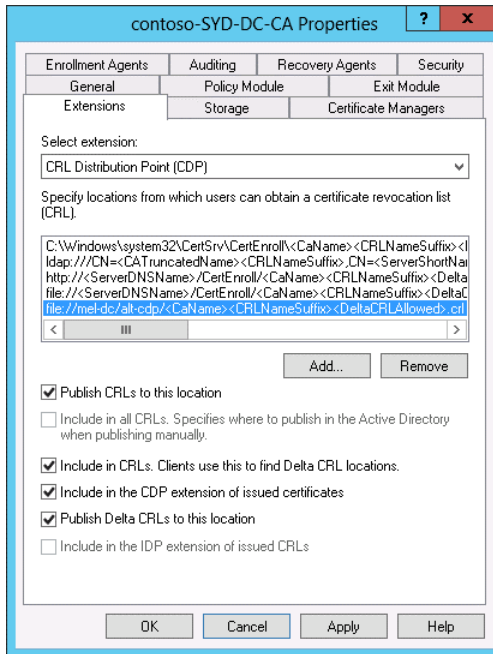 contoso-SYD-DC-CA Properties ? x
Enrollment Agents Auditing Recovery Agents Security
General Policy Module Exit Module
Extensions Storage Certificate Managers
Select extension:
CRL Distribution Point (CDP)
Specify locations from which users can obtain a certificate revocation list
(CRL).
C:\Windows\system32\CertSrv\CertEnroll\<CaName><CRLNameSuffix><
ldap:///CN=<CATruncatedName><CRLNameSuffix>,CN=<ServerShortNa
http://<ServerDNSName>/CertEnroll/<CaName><CRLNameSuffix><Delta
file://<ServerDNSName>/CertEnroll/<CaName><CRLNameSuffix><DeltaC
file://mel-dc/alt-cdp/<CaName><CRLNameSuffix><DeltaCRLAllowed>.crl
Add... Remove
Publish CRLs to this location
Include in all CRLs. Specifies where to publish in the Active Directory
when publishing manually.
Include in CRLs. Clients use this to find Delta CRL locations.
Include in the CDP extension of issued certificates
Publish Delta CRLs to this location
Include in the IDP extension of issued CRLs
OK Cancel Apply Help